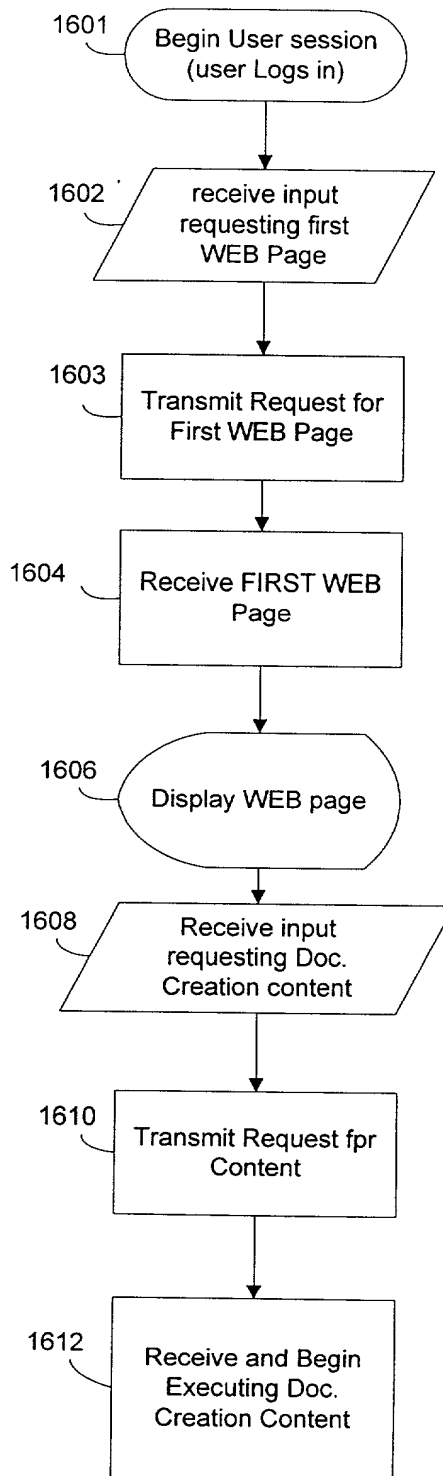 1601
Begin User session
(user Logs in)
1602
receive input
requesting first
WEB Page
1603
Transmit Request for
First WEB Page
1604
Receive FIRST WEB
Page
1606
Display WEB page
1608
Receive input
requesting Doc.
Creation content
1610
Transmit Request fpr
Content
1612
Receive and Begin
Executing Doc.
Creation Content